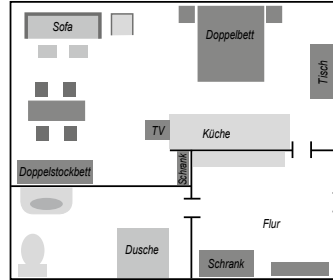 Sofa
Doppelbett
Tisch
TV
Küche
Schrank
Doppelstockbett
Flur
Dusche
Schrank